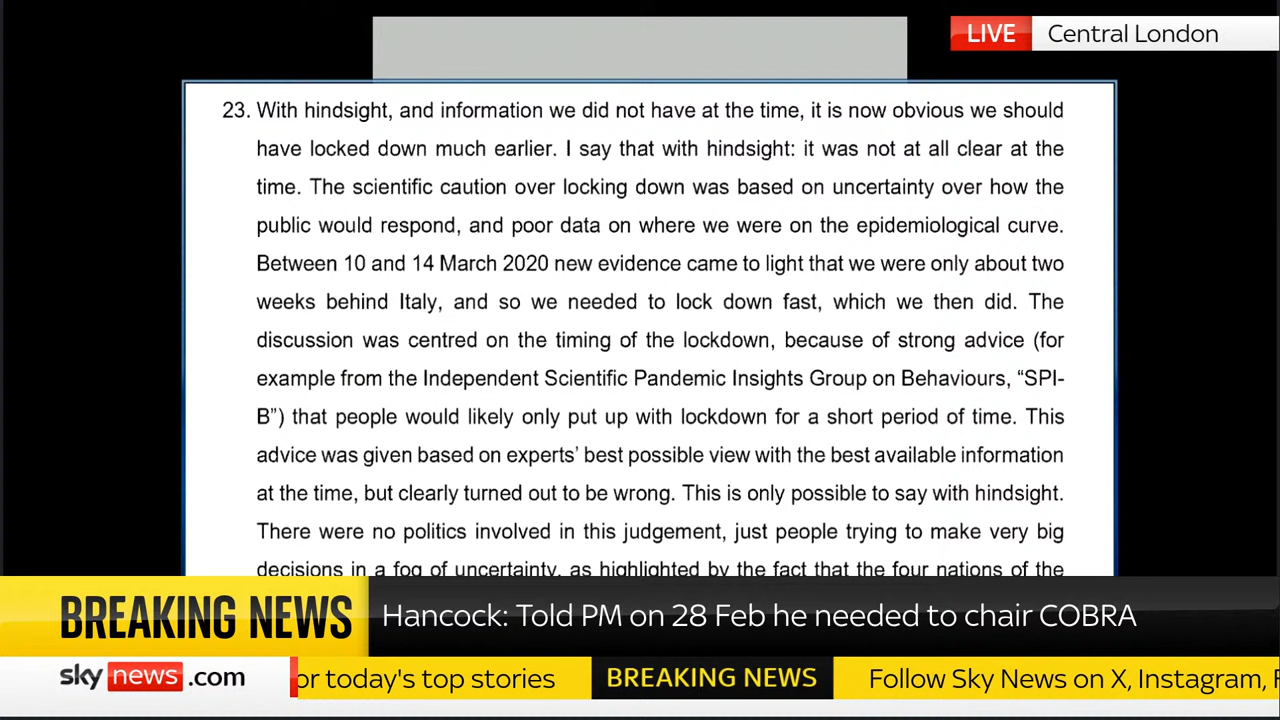 LIVE Central London
23. With hindsight, and information we did not have at the time, it is now obvious we should
have locked down much earlier. I say that with hindsight: it was not at all clear at the
time. The scientific caution over locking down was based on uncertainty over how the
public would respond, and poor data on where we were on the epidemiological curve.
Between 10 and 14 March 2020 new evidence came to light that we were only about two
weeks behind Italy, and so we needed to lock down fast, which we then did. The
discussion was centred on the timing of the lockdown, because of strong advice (for
example from the Independent Scientific Pandemic Insights Group on Behaviours, “SPI-
B”) that people would likely only put up with lockdown for a short period of time. This
advice was given based on experts’ best possible view with the best available information
at the time, but clearly turned out to be wrong. This is only possible to say with hindsight.
There were no politics involved in this judgement, just people trying to make very big
decisions in a fog of uncertainty, as highlighted by the fact that the four nations of the
BREAKING NEWS Hancock: Told PM on 28 Feb he needed to chair COBRA
sky news .com or today's top stories BREAKING NEWS Follow Sky News on X, Instagram,